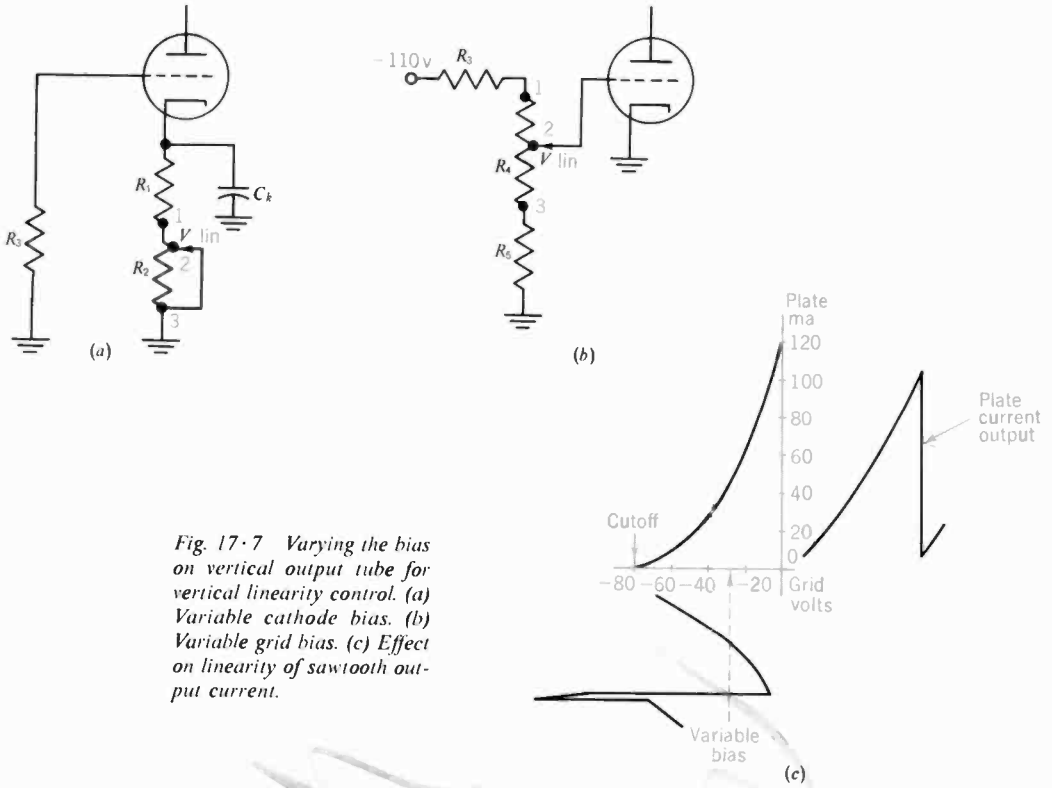 R₁
1
V lin
2
R₂
3
R₃
Cₖ
(a)
-110v
R₃
1
2
V lin
R₄
3
R₅
(b)
Fig. 17·7 Varying the bias
on vertical output tube for
vertical linearity control. (a)
Variable cathode bias. (b)
Variable grid bias. (c) Effect
on linearity of sawtooth out-
put current.
Plate
ma
120
100
80
60
40
20
0
Cutoff
-80 -60 -40 -20 Grid
volts
Plate
current
output
Variable
bias
(c)